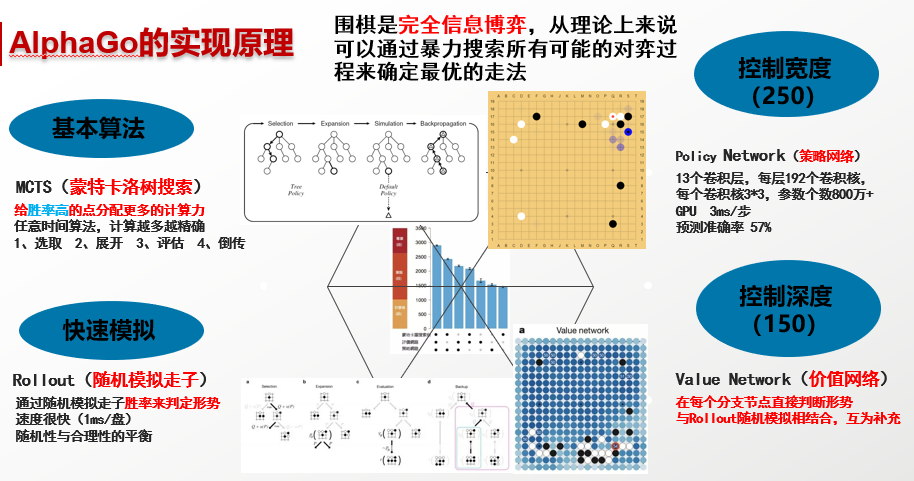 AlphaGo的实现原理
围棋是完全信息博弈，从理论上来说
可以通过暴力搜索所有可能的对弈过
程来确定最优的走法
控制宽度
（250）
基本算法
Selection Expansion Simulation Backpropagation
Tree
Policy
Default
Policy
MCTS（蒙特卡洛树搜索）
给胜率高的点分配更多的计算力
任意时间算法，计算越多越精确
1、选取 2、展开 3、评估 4、倒传
Policy Network（策略网络）
13个卷积层，每层192个卷积核，
每个卷积核3*3，参数个数800万+
GPU 3ms/步
预测准确率 57%
3500
3000
2500
2000
1500
1000
500
0
快速模拟
控制深度
（150）
Rollout（随机模拟走子）
通过随机模拟走子胜率来判定形势
速度很快（1ms/盘）
随机性与合理性的平衡
a Selection b Expansion c Evaluation d Backup
a Value network
Value Network（价值网络）
在每个分支节点直接判断形势
与Rollout随机模拟相结合，互为补充